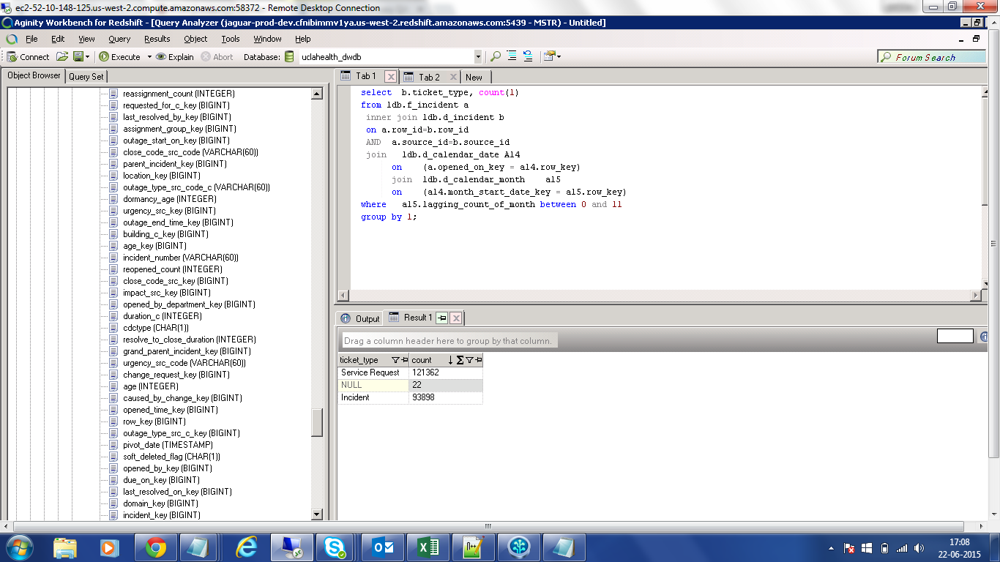 ec2-52-10-148-125.us-west-2.compute.amazonaws.com:58372 - Remote Desktop Connection
Aginity Workbench for Redshift - [Query Analyzer (jaguar-prod-dev.cfnibimmv1ya.us-west-2.redshift.amazonaws.com:5439 - MSTR) - Untitled]
File Edit View Query Results Object Tools Window Help
Connect Execute Explain Abort Database: uclahealth_dwdb Forum Search
Object Browser Query Set
reassignment_count (INTEGER)
requested_for_c_key (BIGINT)
last_resolved_by_key (BIGINT)
assignment_group_key (BIGINT)
outage_start_on_key (BIGINT)
close_code_src_code (VARCHAR(60))
parent_incident_key (BIGINT)
location_key (BIGINT)
outage_type_src_code_c (VARCHAR(60))
dormancy_age (INTEGER)
urgency_src_key (BIGINT)
outage_end_time_key (BIGINT)
building_c_key (BIGINT)
age_key (BIGINT)
incident_number (VARCHAR(60))
reopened_count (INTEGER)
close_code_src_key (BIGINT)
impact_src_key (BIGINT)
opened_by_department_key (BIGINT)
duration_c (INTEGER)
cdctype (CHAR(1))
resolve_to_close_duration (INTEGER)
grand_parent_incident_key (BIGINT)
urgency_src_code (VARCHAR(60))
change_request_key (BIGINT)
age (INTEGER)
caused_by_change_key (BIGINT)
opened_time_key (BIGINT)
row_key (BIGINT)
outage_type_src_c_key (BIGINT)
pivot_date (TIMESTAMP)
soft_deleted_flag (CHAR(1))
opened_by_key (BIGINT)
due_on_key (BIGINT)
last_resolved_on_key (BIGINT)
domain_key (BIGINT)
incident_key (BIGINT)
Tab 1 Tab 2 New
select b.ticket_type, count(1)
from ldb.f_incident a
inner join ldb.d_incident b
on a.row_id=b.row_id
AND a.source_id=b.source_id
join ldb.d_calendar_date Al4
on (a.opened_on_key = al4.row_key)
join ldb.d_calendar_month al5
on (al4.month_start_date_key = al5.row_key)
where al5.lagging_count_of_month between 0 and 11
group by 1;
Output Result 1
Drag a column header here to group by that column.
ticket_type count
Service Request 121362
NULL 22
Incident 93898
17:08
22-06-2015